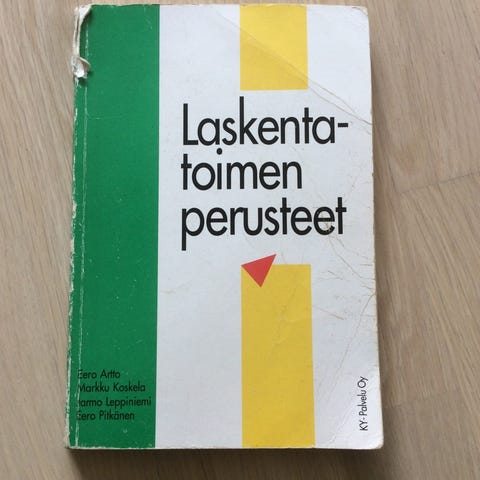 Laskenta-
toimen
perusteet
Eero Artto
Markku Koskela
Jarmo Leppiniemi
Eero Pitkänen
KY-Palvelu Oy